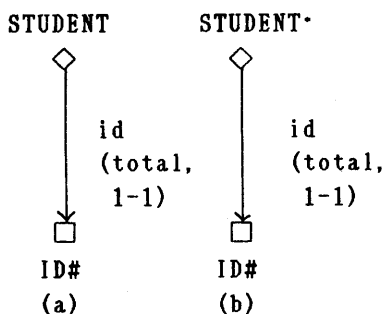 STUDENT STUDENT·
id id
(total, (total,
1-1) 1-1)
ID# ID#
(a) (b)